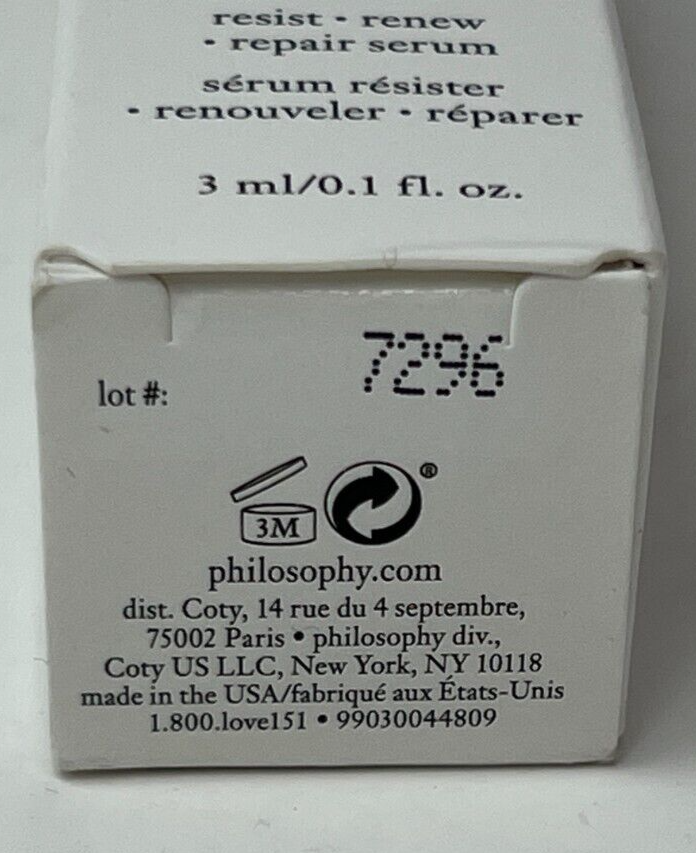 resist • renew
• repair serum
sérum résister
• renouveler • réparer
3 ml/0.1 fl. oz.
7296
lot #:
3M
®
philosophy.com
dist. Coty, 14 rue du 4 septembre,
75002 Paris • philosophy div.,
Coty US LLC, New York, NY 10118
made in the USA/fabriqué aux États-Unis
1.800.love151 • 99030044809